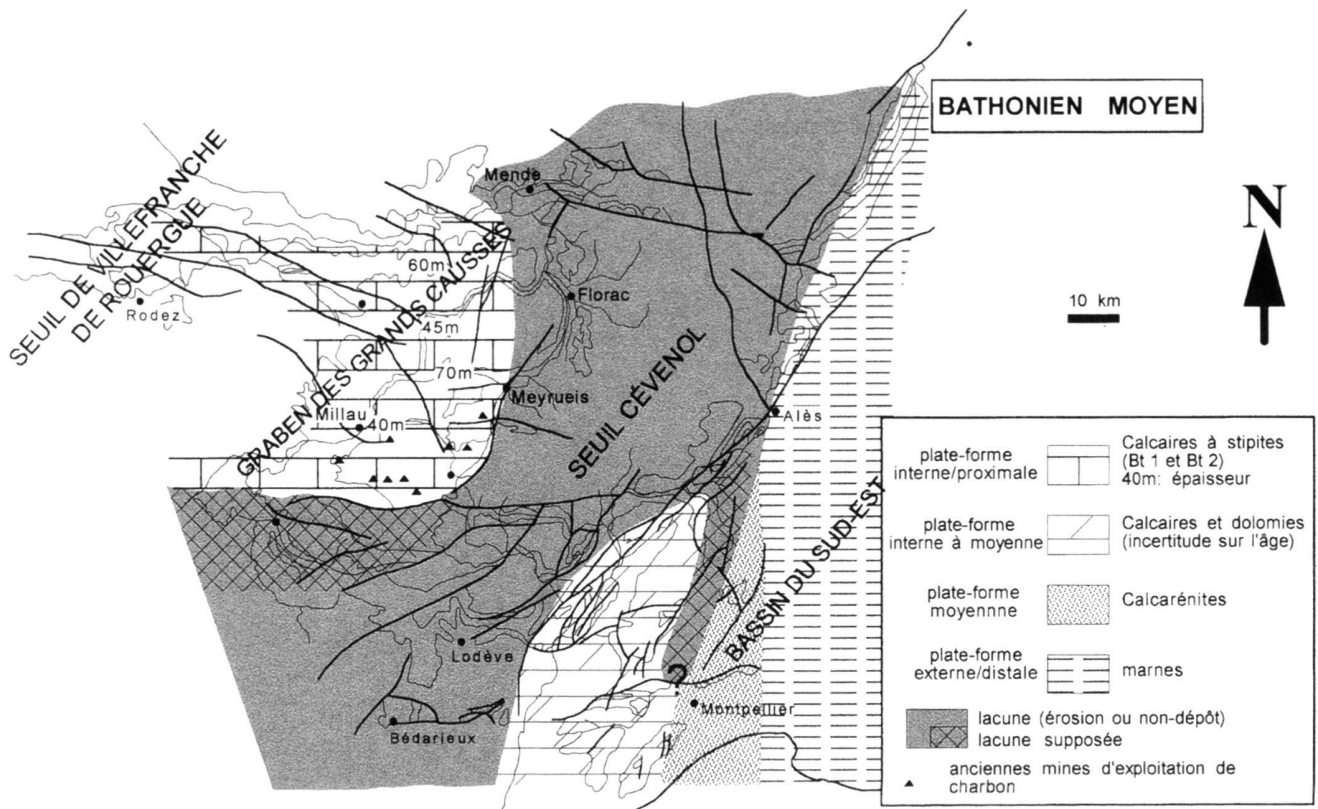 BATHONIEN MOYEN
N
10 km
SEUIL DE VILLEFRANCHE
DE ROUERGUE
Rodez
Mende
60m
Florac
45m
GRABEN DES GRANDS CAUSSES
70m
Meyrueis
Millau
40m
SEUIL CÉVENOL
Alès
BASSIN DU SUD-EST
Lodève
?
Montpellier
Bédarieux
plate-forme
interne/proximale
Calcaires à stipites
(Bt 1 et Bt 2)
40m: épaisseur
plate-forme
interne à moyenne
Calcaires et dolomies
(incertitude sur l'âge)
plate-forme
moyennne
Calcarénites
plate-forme
externe/distale
marnes
lacune (érosion ou non-dépôt)
lacune supposée
anciennes mines d'exploitation de
charbon